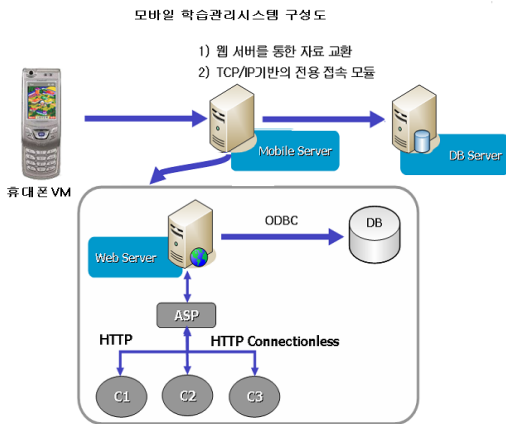 모바일 학습관리시스템 구성도
1) 웹 서버를 통한 자료 교환
2) TCP/IP기반의 전용 접속 모듈
Mobile Server
DB Server
휴대폰VM
Web Server
ODBC
DB
ASP
HTTP
HTTP Connectionless
C1
C2
C3